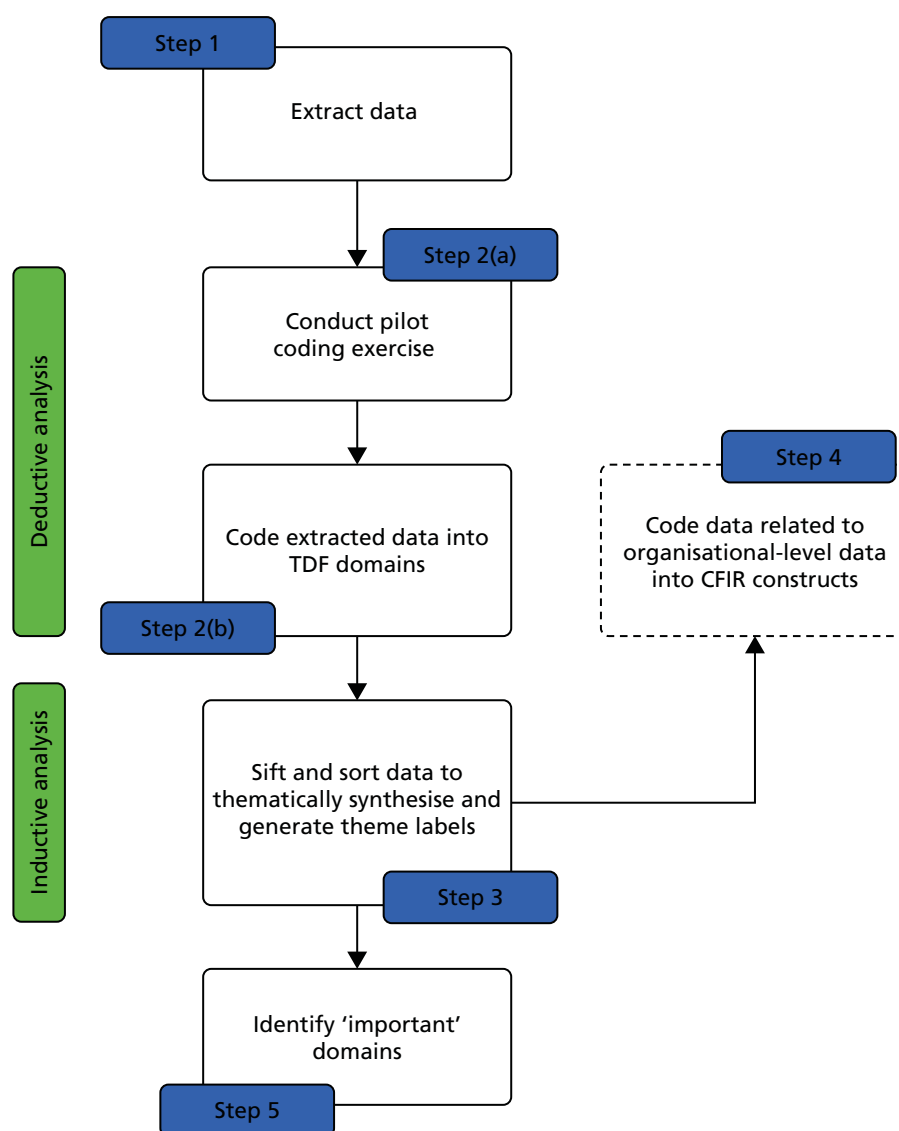 Step 1
Extract data
Step 2(a)
Conduct pilot
coding exercise
Deductive analysis
Code extracted data into
TDF domains
Step 2(b)
Step 4
Code data related to
organisational-level data
into CFIR constructs
Inductive analysis
Sift and sort data to
thematically synthesise and
generate theme labels
Step 3
Identify ‘important’
domains
Step 5